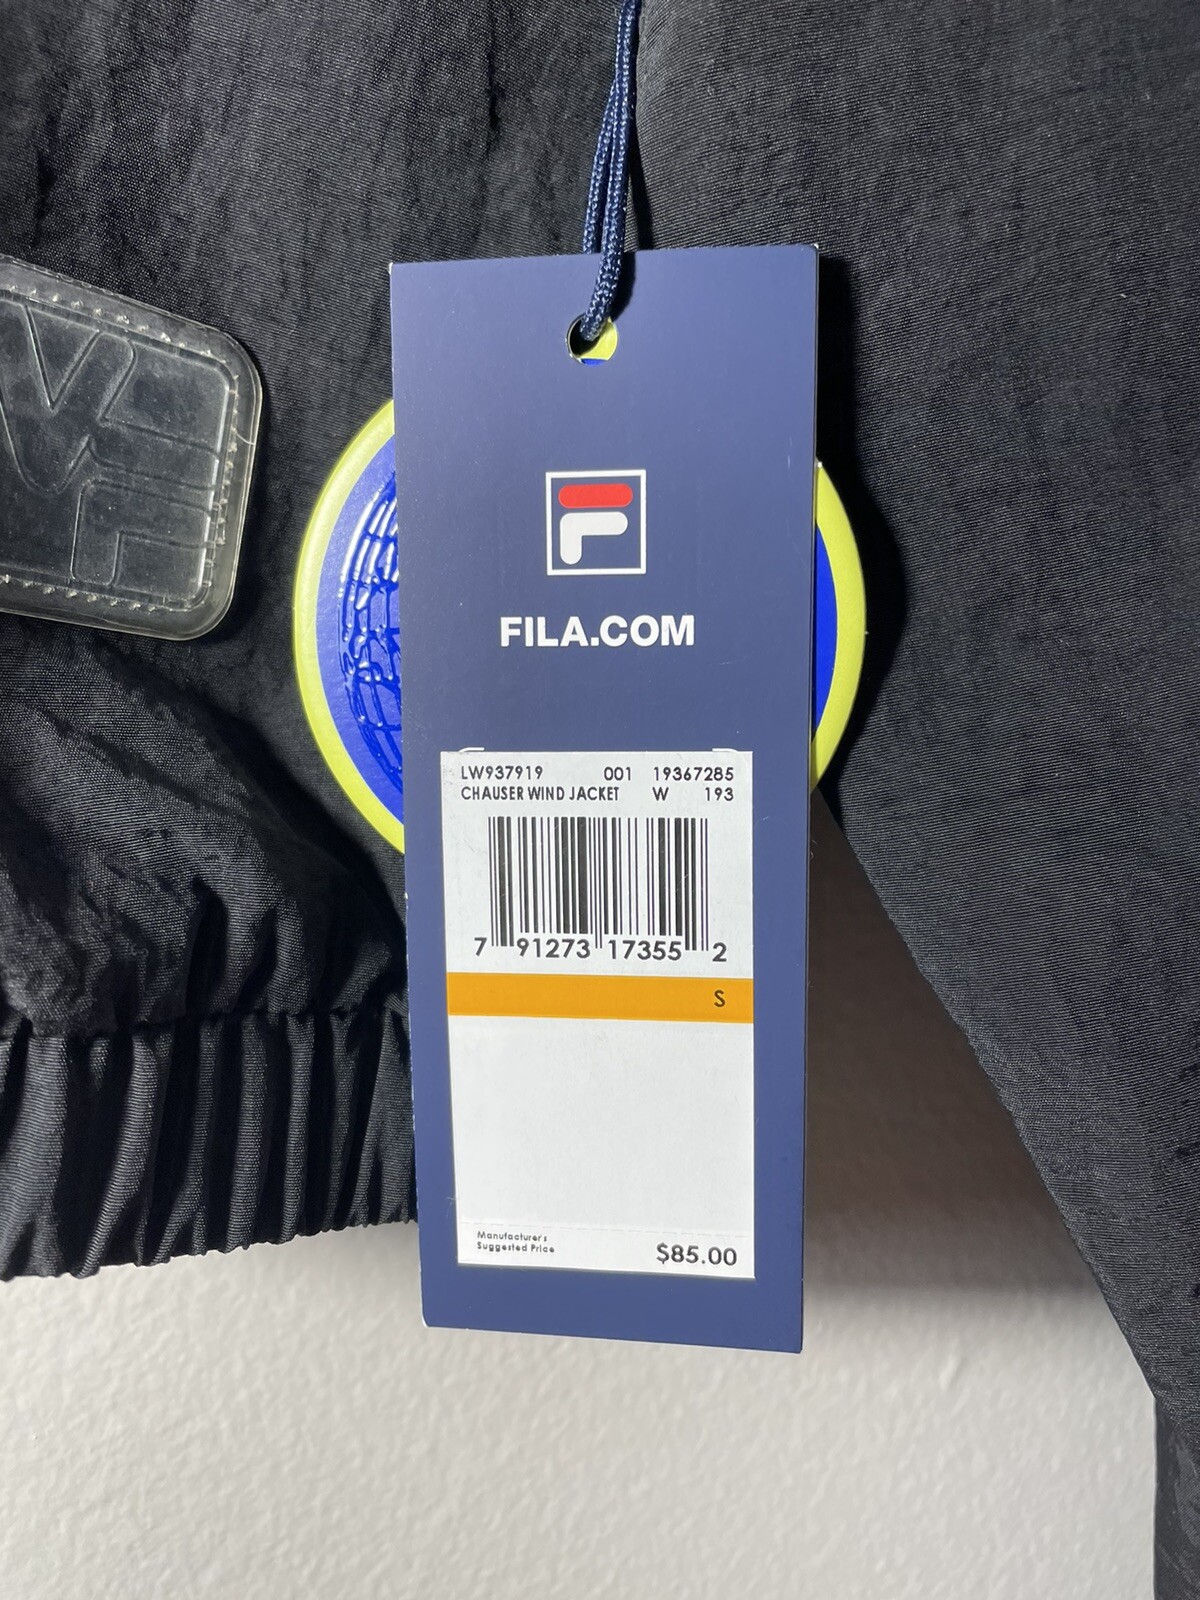 F
FILA.COM
LW937919 001 19367285
CHAUSER WIND JACKET W 193
7 91273 17355 2
S
Manufacturer's
Suggested Price $85.00